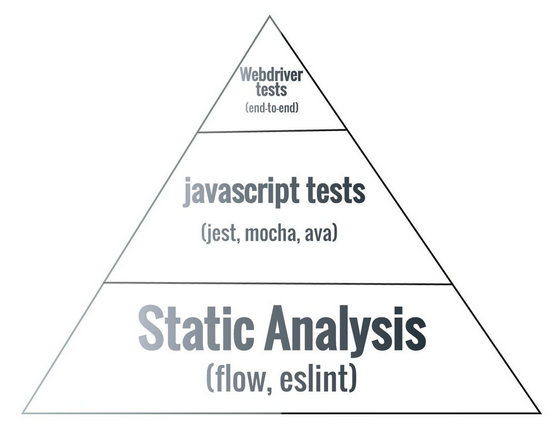 Webdriver
tests
(end-to-end)
javascript tests
(jest, mocha, ava)
Static Analysis
(flow, eslint)